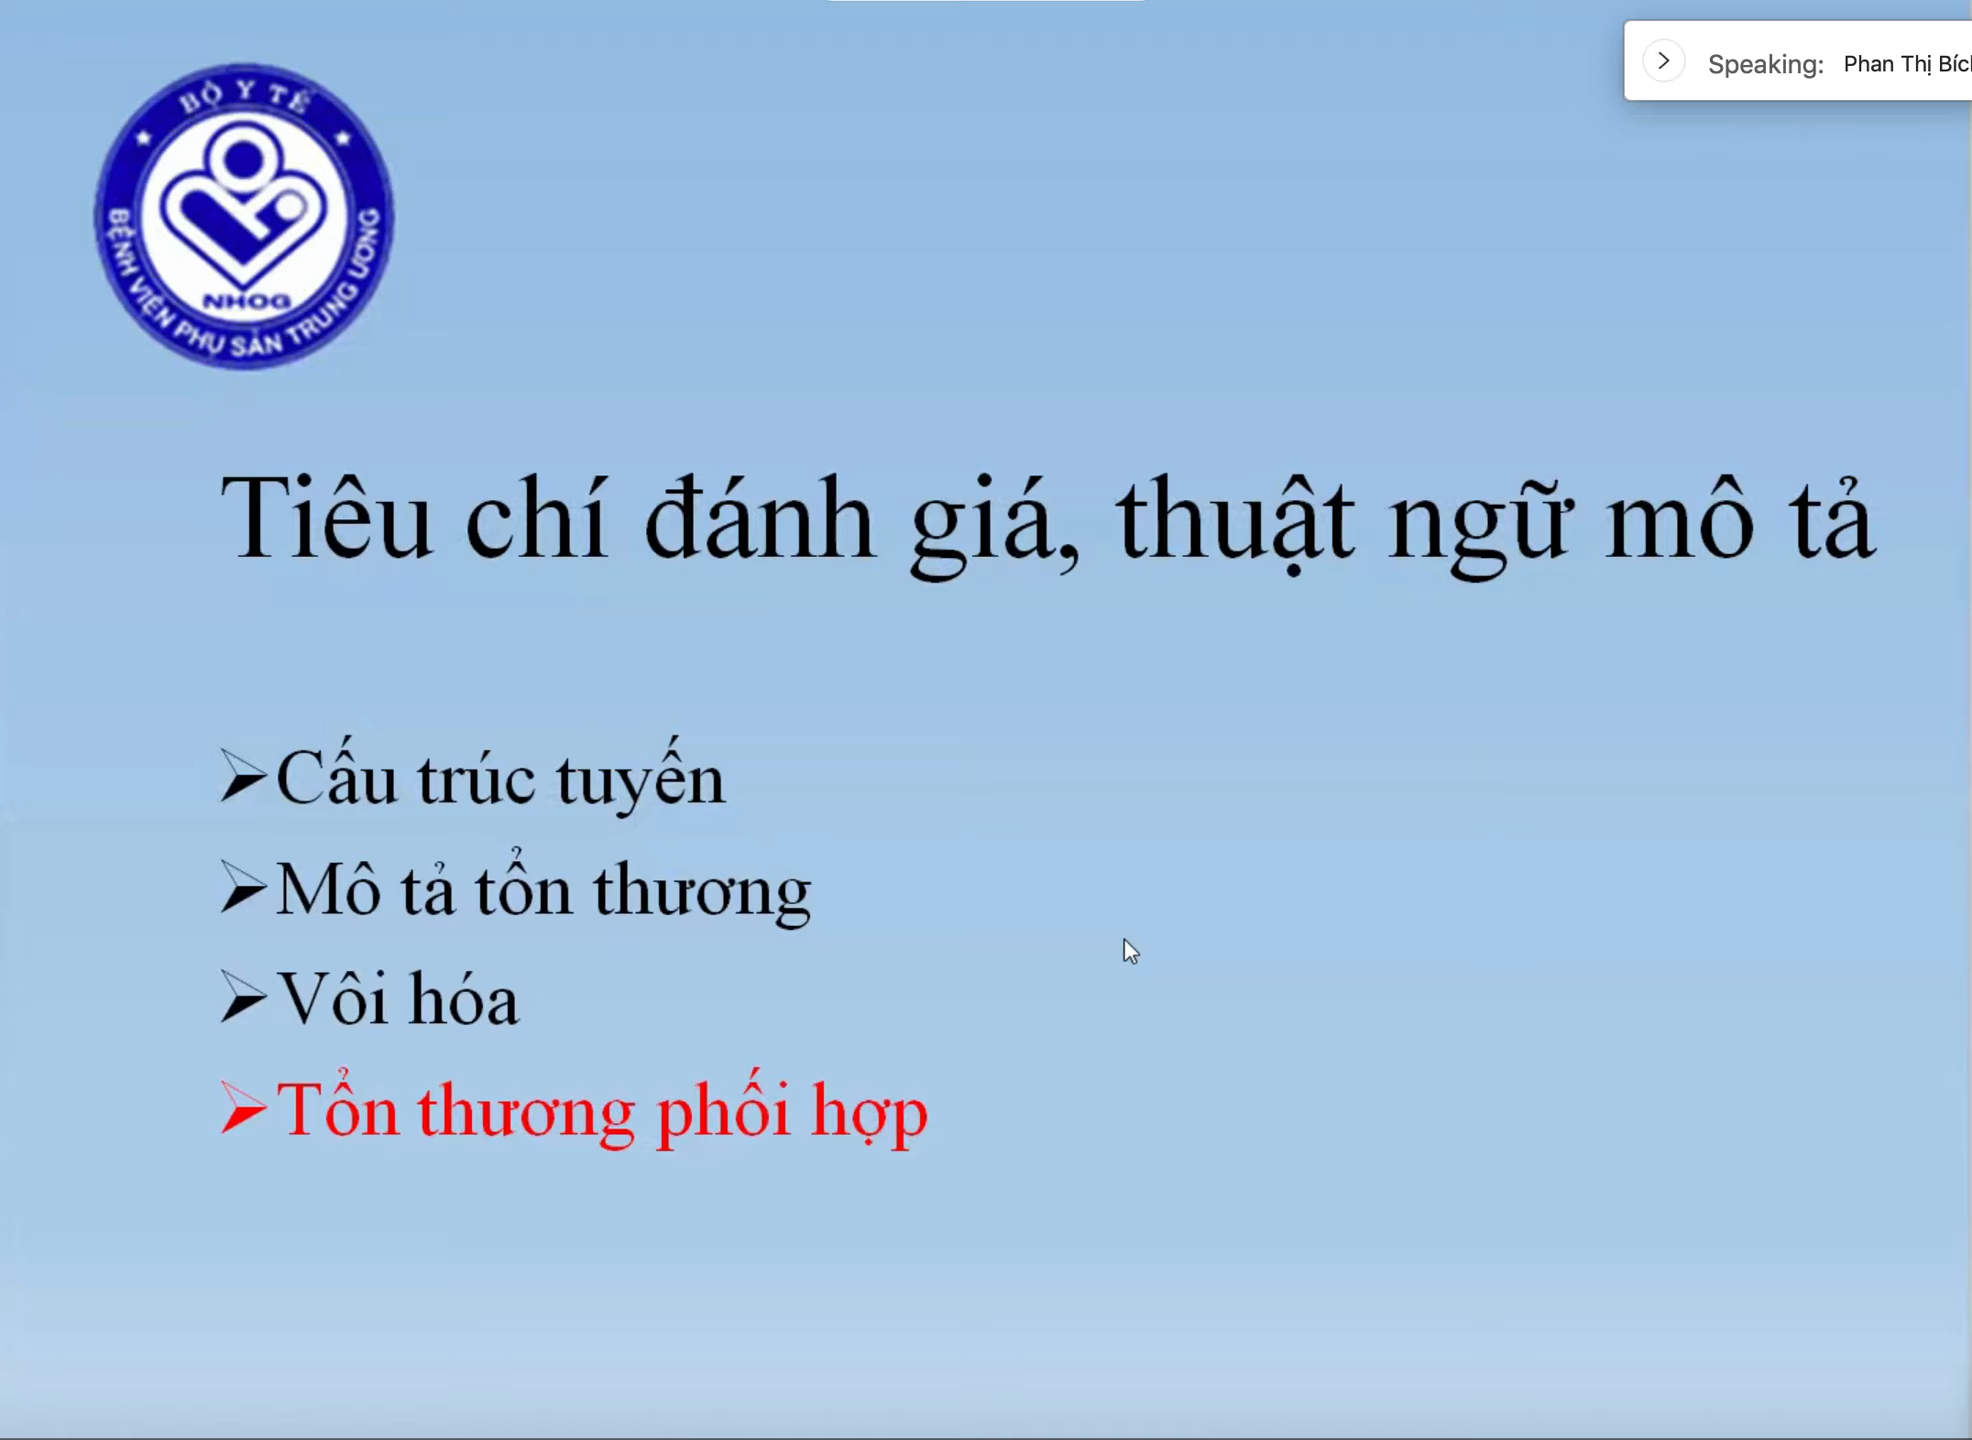 BỘ Y TẾ
NHOG
BỆNH VIỆN PHỤ SẢN TRUNG ƯƠNG
Speaking: Phan Thị Bíc
Tiêu chí đánh giá, thuật ngữ mô tả
Cấu trúc tuyến
Mô tả tổn thương
Vôi hóa
Tổn thương phối hợp